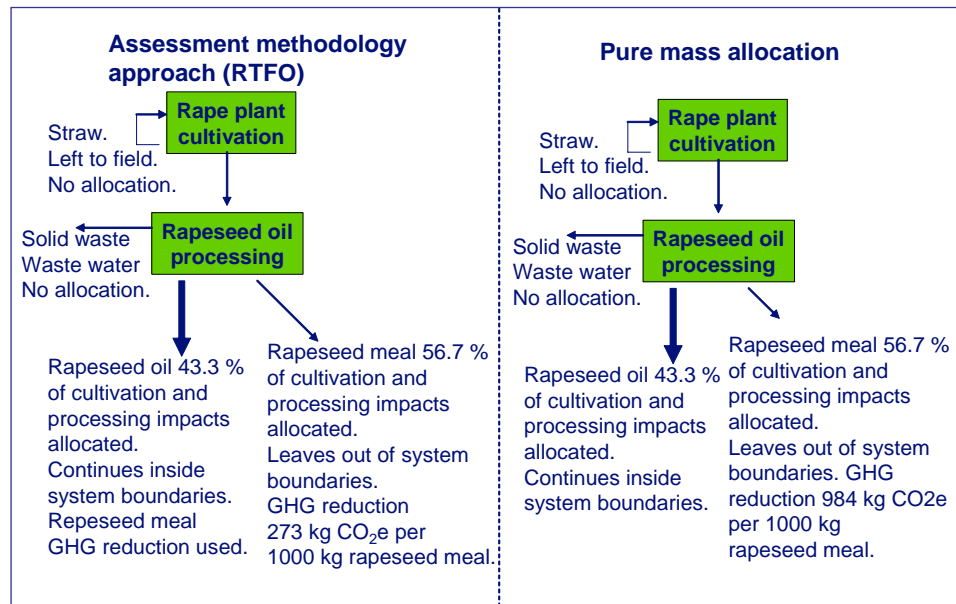 Assessment methodology
approach (RTFO)
Rape plant
cultivation
Straw.
Left to field.
No allocation.
Rapeseed oil
processing
Solid waste
Waste water
No allocation.
Rapeseed oil 43.3 %
of cultivation and
processing impacts
allocated.
Continues inside
system boundaries.
Repeseed meal
GHG reduction used.
Rapeseed meal 56.7 %
of cultivation and
processing impacts
allocated.
Leaves out of system
boundaries.
GHG reduction
273 kg CO₂e per
1000 kg rapeseed meal.
Pure mass allocation
Rape plant
cultivation
Straw.
Left to field.
No allocation.
Rapeseed oil
processing
Solid waste
Waste water
No allocation.
Rapeseed oil 43.3 %
of cultivation and
processing impacts
allocated.
Continues inside
system boundaries.
Rapeseed meal 56.7 %
of cultivation and
processing impacts
allocated.
Leaves out of system
boundaries. GHG
reduction 984 kg CO2e
per 1000 kg
rapeseed meal.